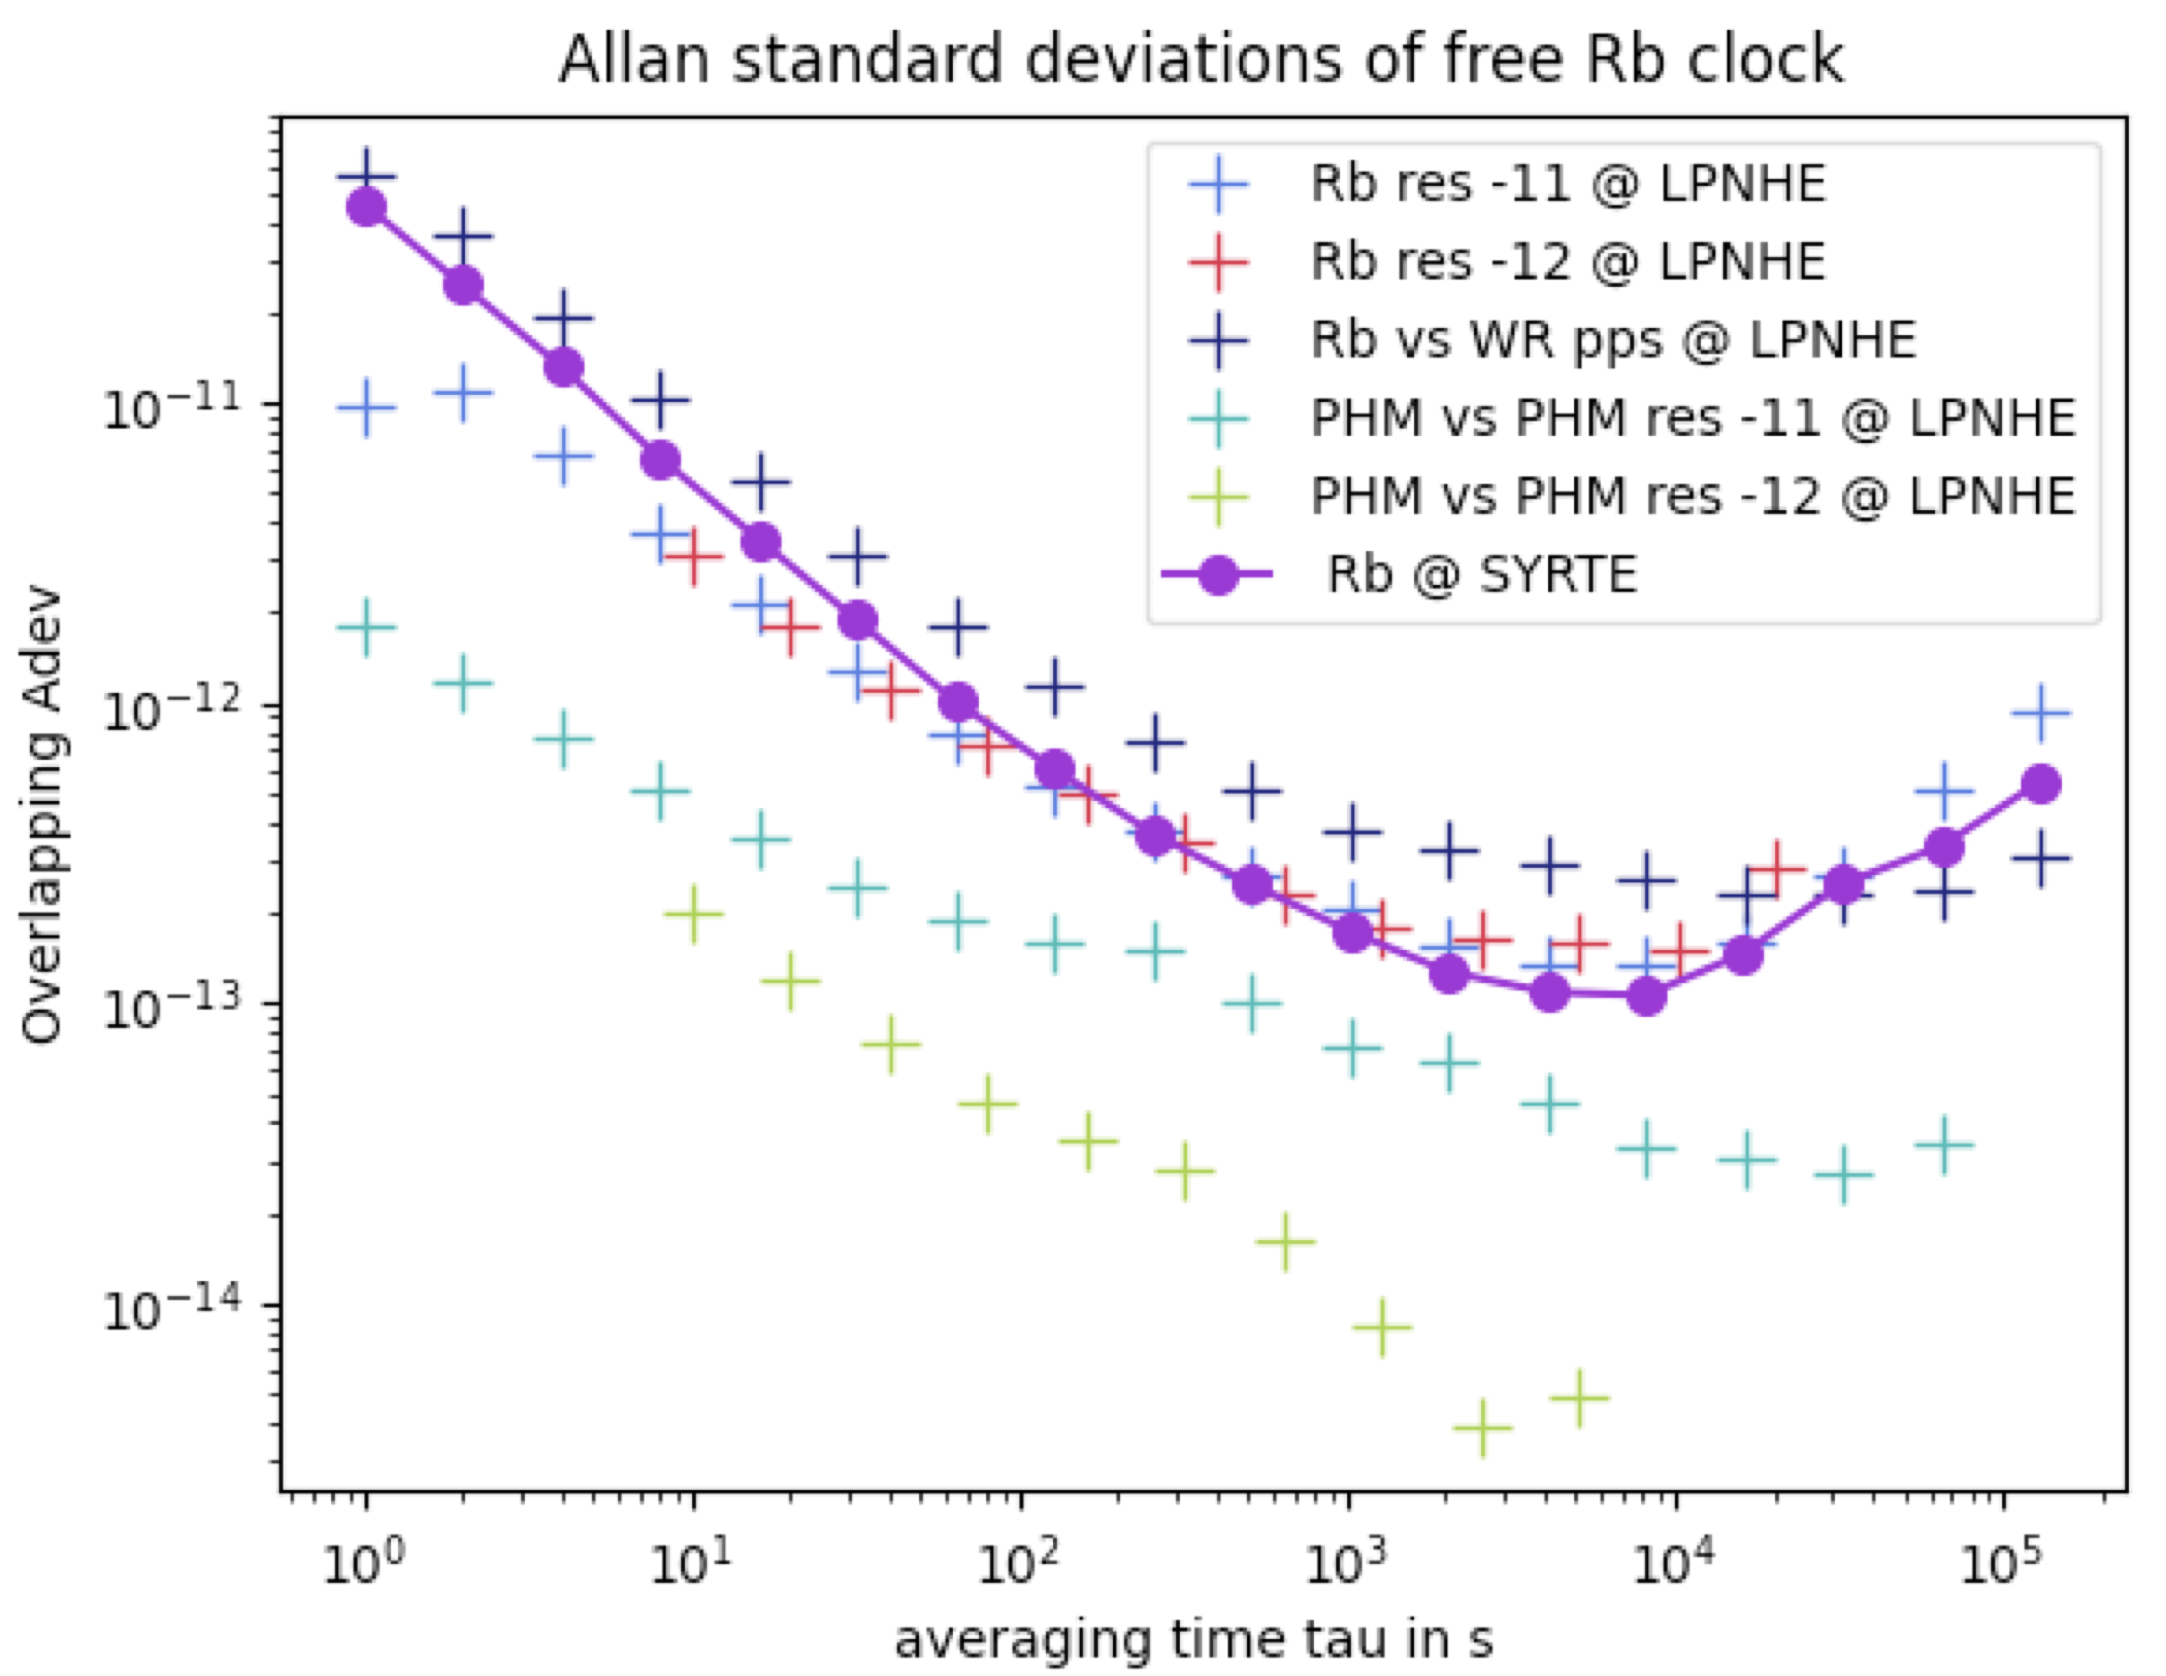 Allan standard deviations of free Rb clock
Rb res -11 @ LPNHE
Rb res -12 @ LPNHE
Rb vs WR pps @ LPNHE
PHM vs PHM res -11 @ LPNHE
PHM vs PHM res -12 @ LPNHE
Rb @ SYRTE
Overlapping Adev
10⁻¹¹
10⁻¹²
10⁻¹³
10⁻¹⁴
10⁰ 10¹ 10² 10³ 10⁴ 10⁵
averaging time tau in s